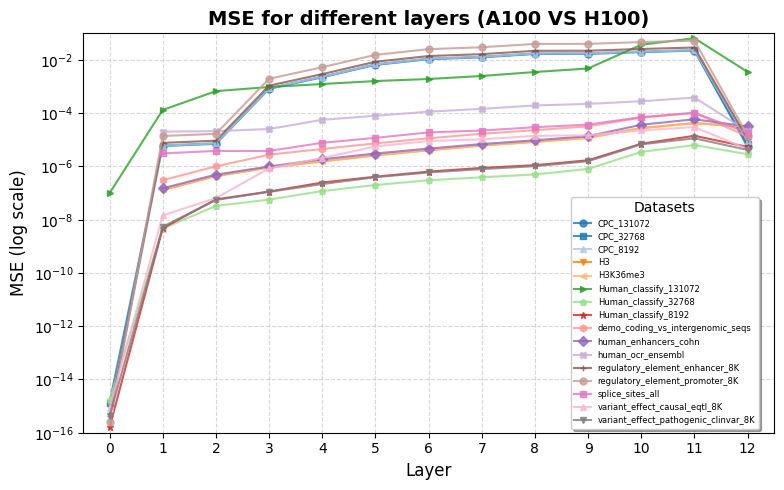 MSE for different layers (A100 VS H100)
MSE (log scale)
10⁻²
10⁻⁴
10⁻⁶
10⁻⁸
10⁻¹⁰
10⁻¹²
10⁻¹⁴
10⁻¹⁶
Datasets
CPC_131072
CPC_32768
CPC_8192
H3
H3K36me3
Human_classify_131072
Human_classify_32768
Human_classify_8192
demo_coding_vs_intergenomic_seqs
human_enhancers_cohn
human_ocr_ensembl
regulatory_element_enhancer_8K
regulatory_element_promoter_8K
splice_sites_all
variant_effect_causal_eqtl_8K
variant_effect_pathogenic_clinvar_8K
0 1 2 3 4 5 6 7 8 9 10 11 12
Layer